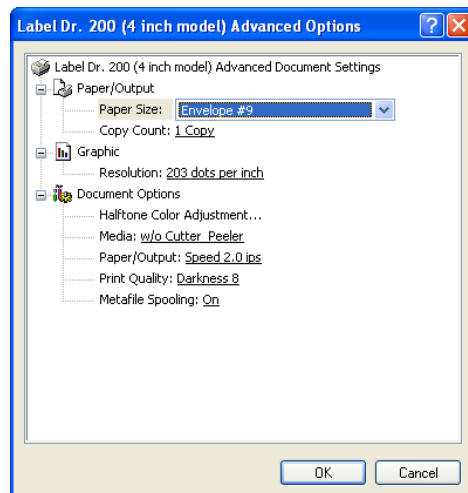 Label Dr. 200 (4 inch model) Advanced Options
Label Dr. 200 (4 inch model) Advanced Document Settings
Paper/Output
Paper Size: Envelope #9
Copy Count: 1 Copy
Graphic
Resolution: 203 dots per inch
Document Options
Halftone Color Adjustment...
Media: w/o Cutter_Peeler
Paper/Output: Speed 2.0 ips
Print Quality: Darkness 8
Metafile Spooling: On
OK Cancel